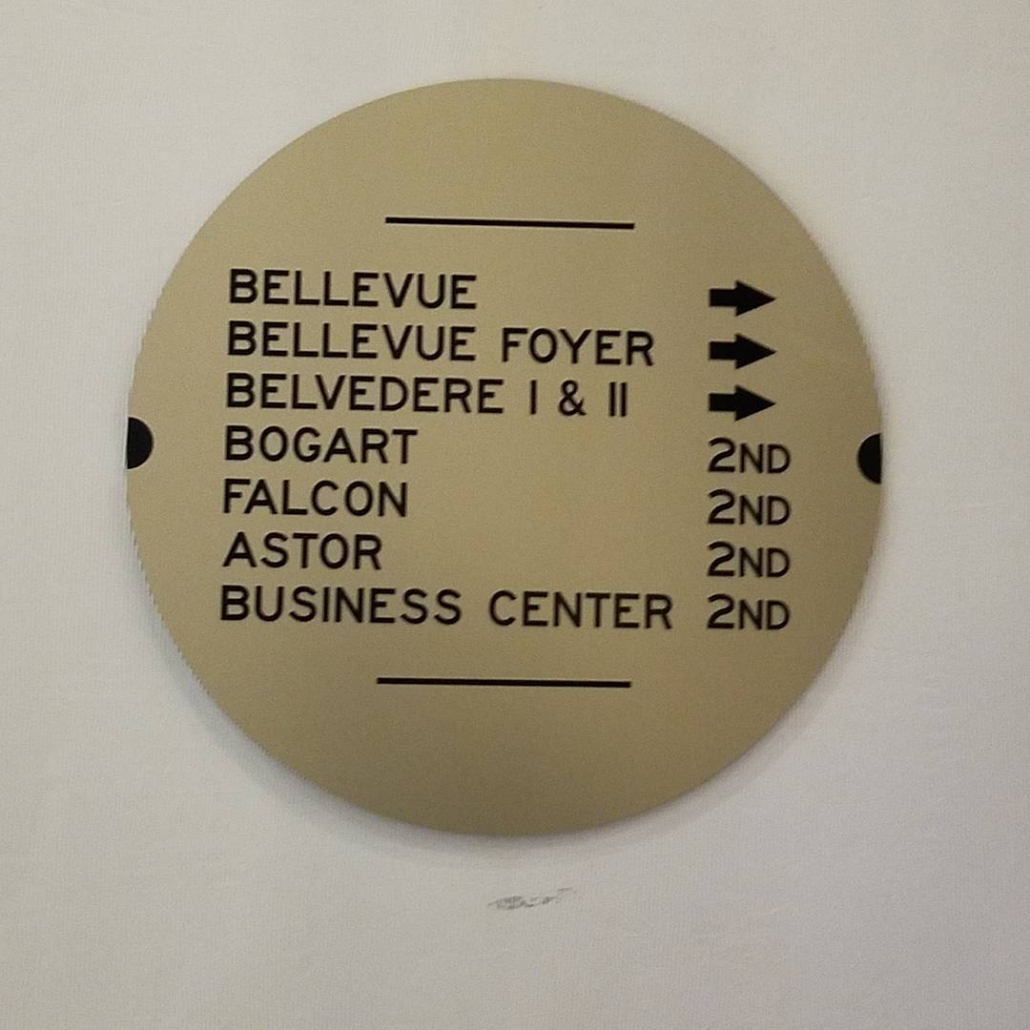 BELLEVUE →
BELLEVUE FOYER →
BELVEDERE I & II →
BOGART 2ND
FALCON 2ND
ASTOR 2ND
BUSINESS CENTER 2ND